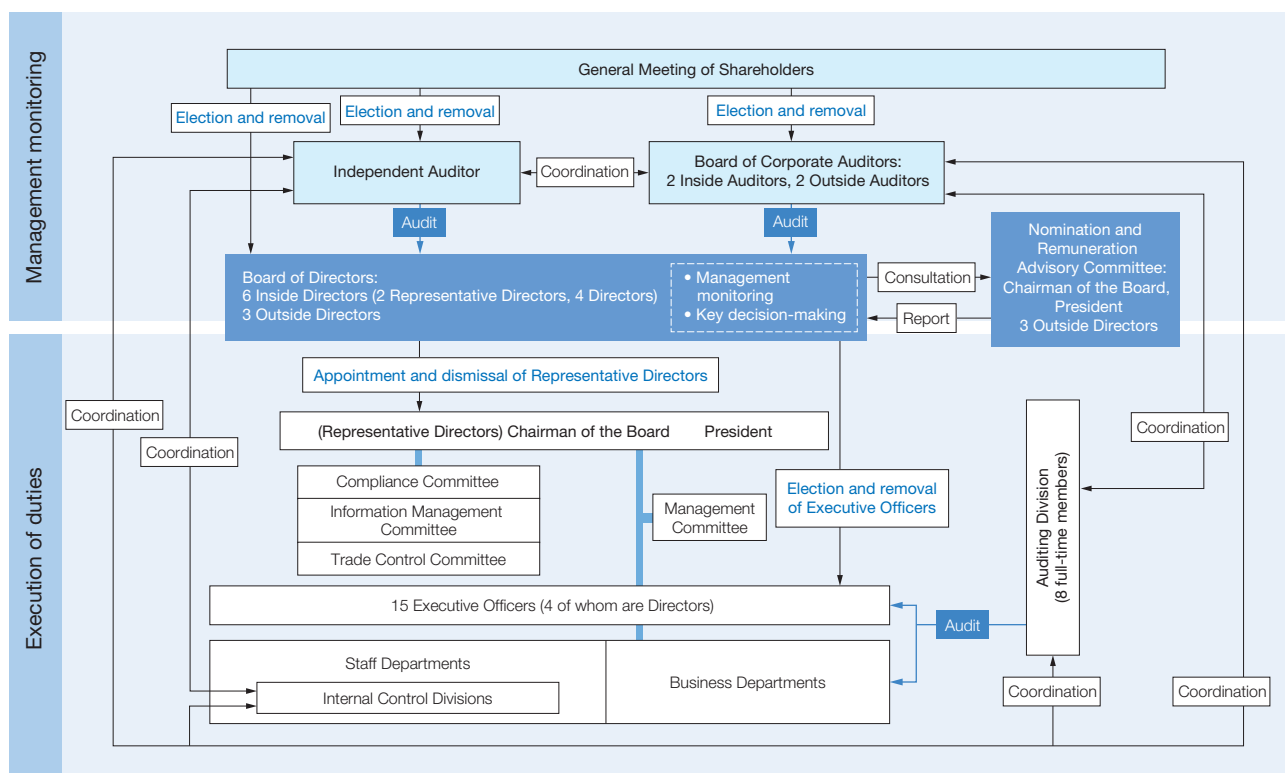 Management monitoring
General Meeting of Shareholders
Election and removal
Election and removal
Election and removal
Independent Auditor
Coordination
Board of Corporate Auditors:
2 Inside Auditors, 2 Outside Auditors
Audit
Audit
Board of Directors:
6 Inside Directors (2 Representative Directors, 4 Directors)
3 Outside Directors
• Management
monitoring
• Key decision-making
Consultation
Report
Nomination and
Remuneration
Advisory Committee:
Chairman of the Board,
President
3 Outside Directors
Execution of duties
Appointment and dismissal of Representative Directors
Coordination
Coordination
(Representative Directors) Chairman of the Board President
Compliance Committee
Information Management
Committee
Trade Control Committee
Management
Committee
Election and removal
of Executive Officers
Auditing Division
(8 full-time members)
Coordination
15 Executive Officers (4 of whom are Directors)
Audit
Staff Departments
Internal Control Divisions
Business Departments
Coordination
Coordination